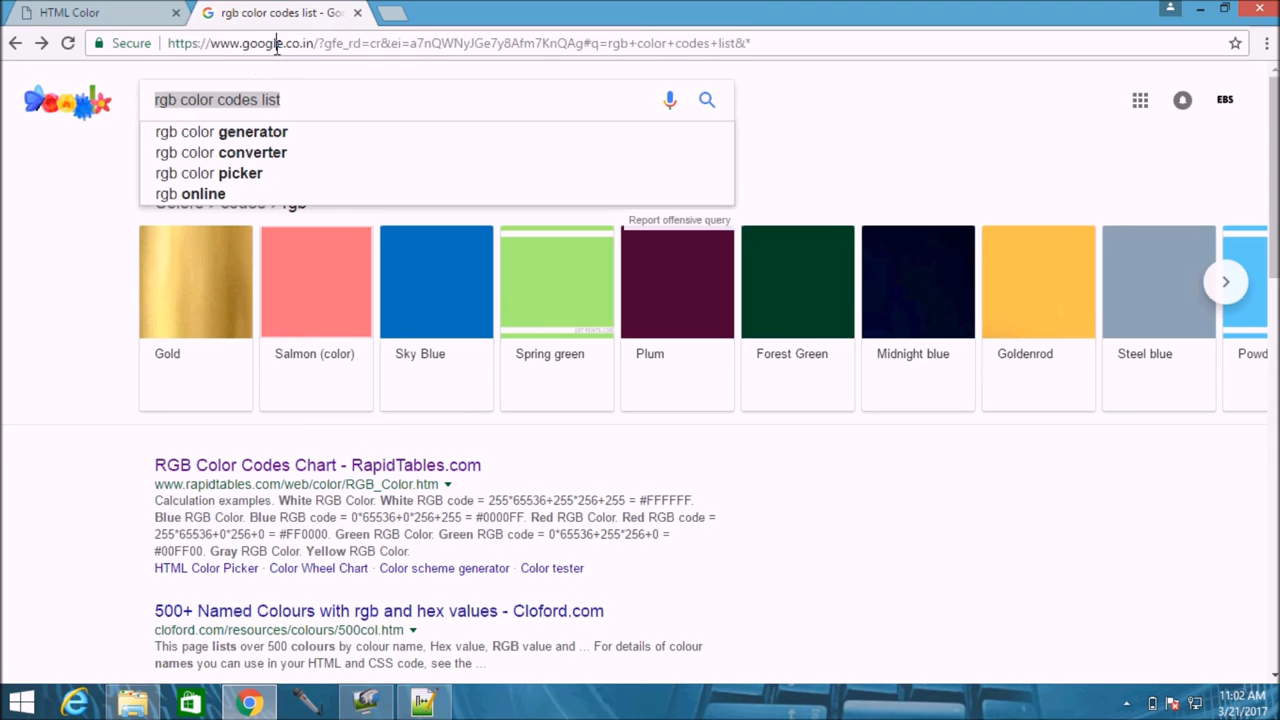 HTML Color
rgb color codes list - Goo
Secure
https://www.google.co.in/?gfe_rd=cr&ei=a7nQWNyJGe7y8Afm7KnQAg#q=rgb+color+codes+list&*
rgb color codes list
EBS
rgb color generator
rgb color converter
rgb color picker
rgb online
Colors > codes > rgb
Report offensive query
Gold
Salmon (color)
Sky Blue
Spring green
Plum
Forest Green
Midnight blue
Goldenrod
Steel blue
Powd
RGB Color Codes Chart - RapidTables.com
www.rapidtables.com/web/color/RGB_Color.htm
Calculation examples. White RGB Color. White RGB code = 255*65536+255*256+255 = #FFFFFF.
Blue RGB Color. Blue RGB code = 0*65536+0*256+255 = #0000FF. Red RGB Color. Red RGB code =
255*65536+0*256+0 = #FF0000. Green RGB Color. Green RGB code = 0*65536+255*256+0 =
#00FF00. Gray RGB Color. Yellow RGB Color.
HTML Color Picker · Color Wheel Chart · Color scheme generator · Color tester
500+ Named Colours with rgb and hex values - Cloford.com
cloford.com/resources/colours/500col.htm
This page lists over 500 colours by colour name, Hex value, RGB value and ... For details of colour
names you can use in your HTML and CSS code, see the ...
11:02 AM
3/21/2017